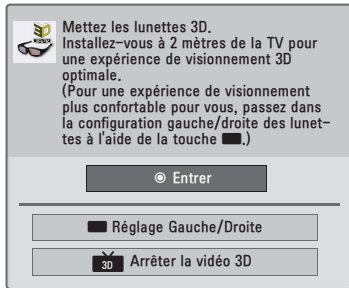 Mettez les lunettes 3D.
Installez-vous à 2 mètres de la TV pour
une expérience de visionnement 3D
optimale.
(Pour une expérience de visionnement
plus confortable pour vous, passez dans
la configuration gauche/droite des lunet-
tes à l'aide de la touche .)
Entrer
Réglage Gauche/Droite
3D Arrêter la vidéo 3D